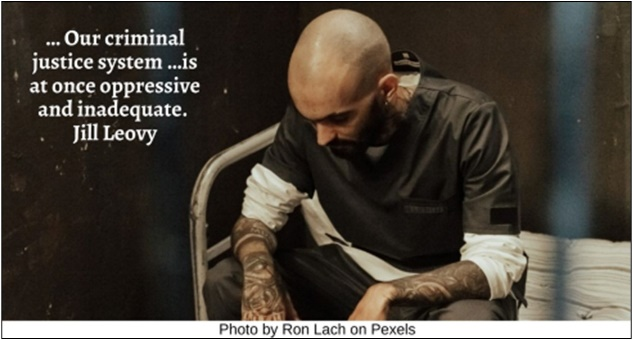 ... Our criminal
justice system ...is
at once oppressive
and inadequate.
Jill Leovy
Photo by Ron Lach on Pexels